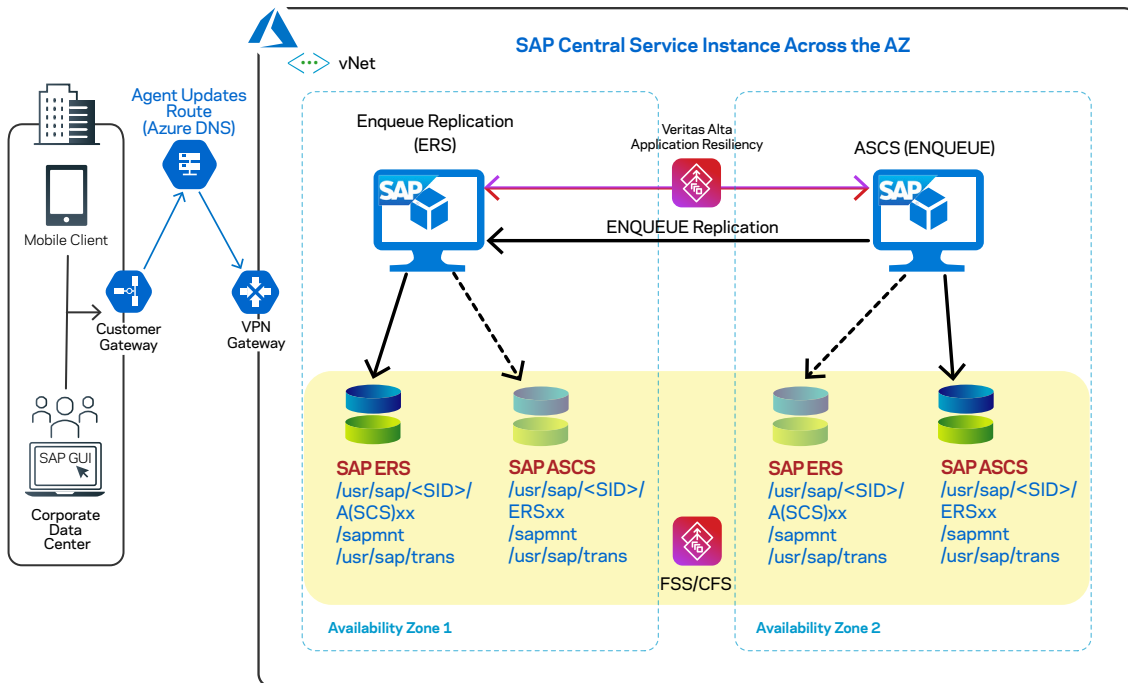 SAP Central Service Instance Across the AZ
vNet
Agent Updates
Route
(Azure DNS)
Mobile Client
Customer
Gateway
VPN
Gateway
SAP GUI
Corporate
Data
Center
Enqueue Replication
(ERS)
SAP
Veritas Alta
Application Resiliency
ASCS (ENQUEUE)
SAP
ENQUEUE Replication
SAP ERS
/usr/sap/<SID>/
A(SCS)xx
/sapmnt
/usr/sap/trans
SAP ASCS
/usr/sap/<SID>/
ERSxx
/sapmnt
/usr/sap/trans
FSS/CFS
SAP ERS
/usr/sap/<SID>/
A(SCS)xx
/sapmnt
/usr/sap/trans
SAP ASCS
/usr/sap/<SID>/
ERSxx
/sapmnt
/usr/sap/trans
Availability Zone 1
Availability Zone 2